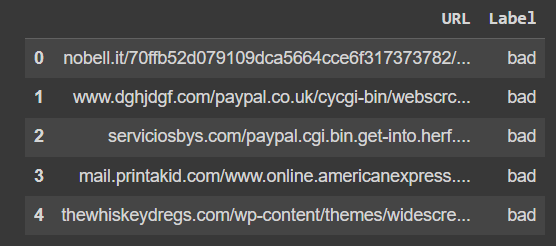 URL Label
0 nobell.it/70ffb52d079109dca5664cce6f317373782/... bad
1 www.dghjdgf.com/paypal.co.uk/cycgi-bin/webscrc... bad
2 serviciosbys.com/paypal.cgi.bin.get-into.herf.... bad
3 mail.printakid.com/www.online.americanexpress.... bad
4 thewhiskeydregs.com/wp-content/themes/widescre... bad